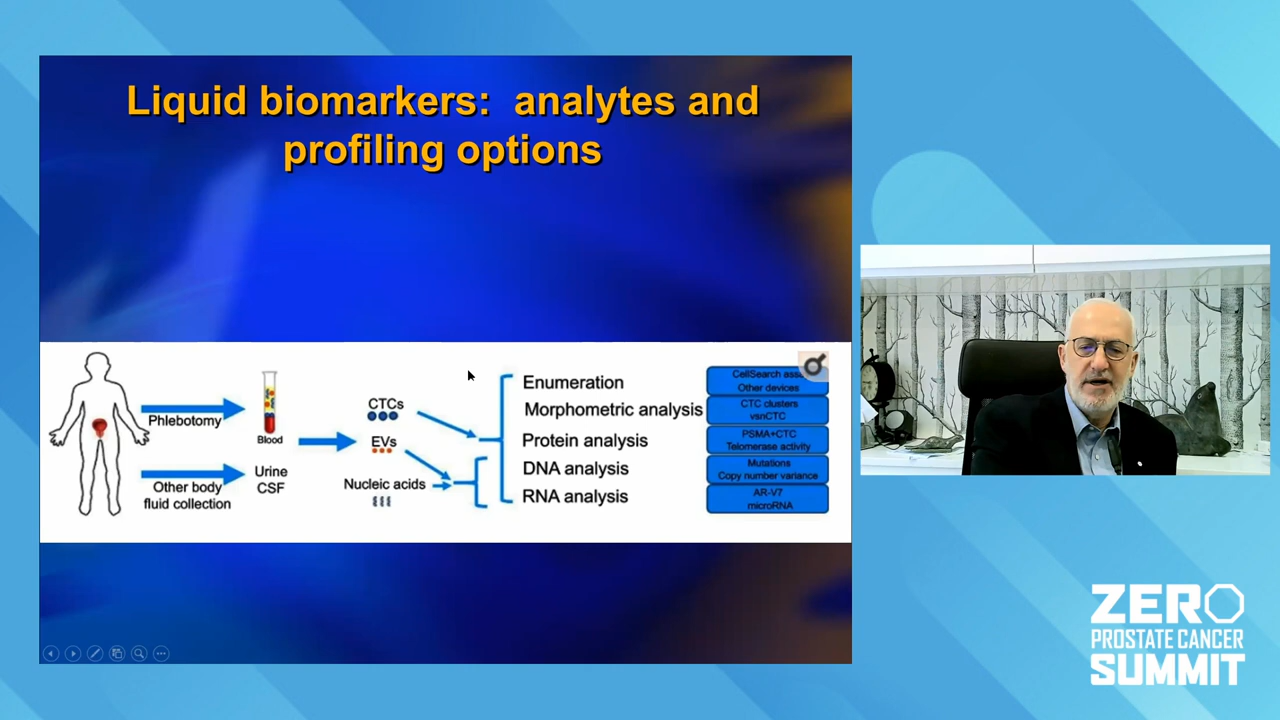 Liquid biomarkers: analytes and
profiling options
Phlebotomy
Blood
Other body
fluid collection
Urine
CSF
CTCs
EVs
Nucleic acids
Enumeration
Morphometric analysis
Protein analysis
DNA analysis
RNA analysis
CellSearch
Other devices
CTC clusters
vsnCTC
PSMA+CTC
Telomerase activity
Mutations
Copy number variance
AR-V7
microRNA
ZERO
PROSTATE CANCER
SUMMIT